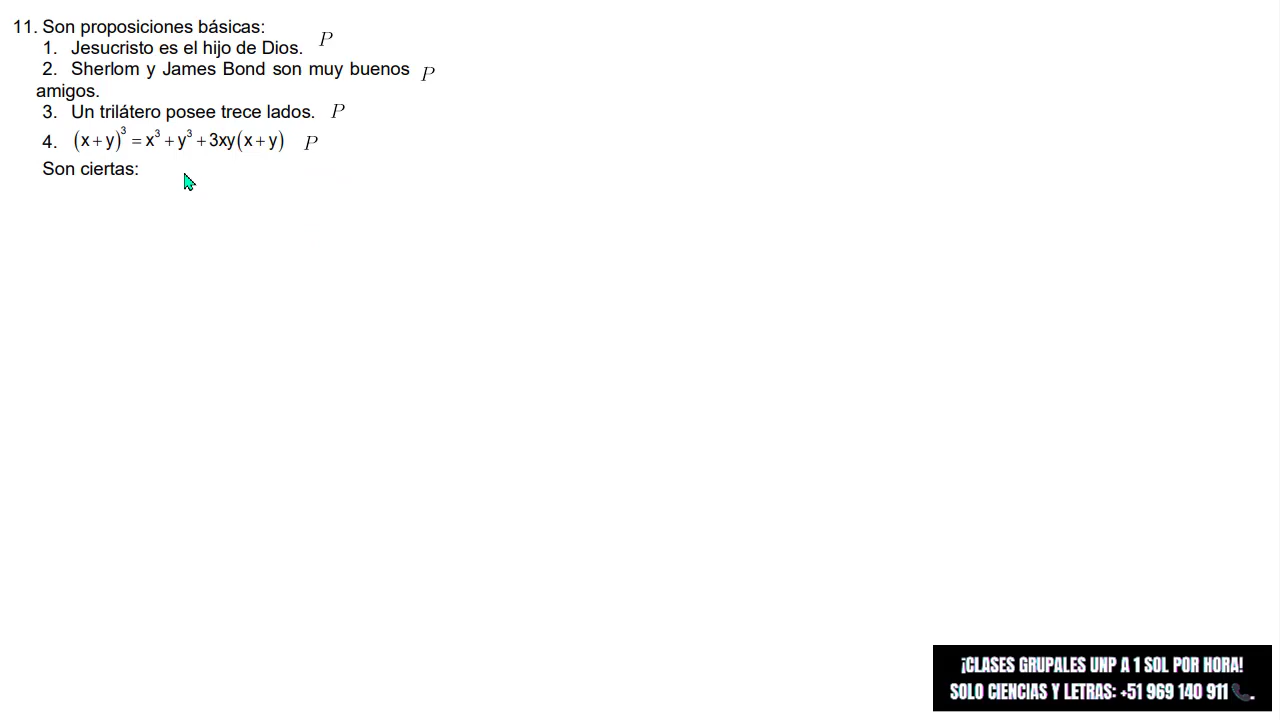 11. Son proposiciones básicas:
1. Jesucristo es el hijo de Dios. P
2. Sherlom y James Bond son muy buenos P
amigos.
3. Un trilátero posee trece lados. P
4. (x+y)³ = x³ + y³ + 3xy(x+y) P
Son ciertas:
¡CLASES GRUPALES UNP A 1 SOL POR HORA!
SOLO CIENCIAS Y LETRAS: +51 969 140 911 📞.